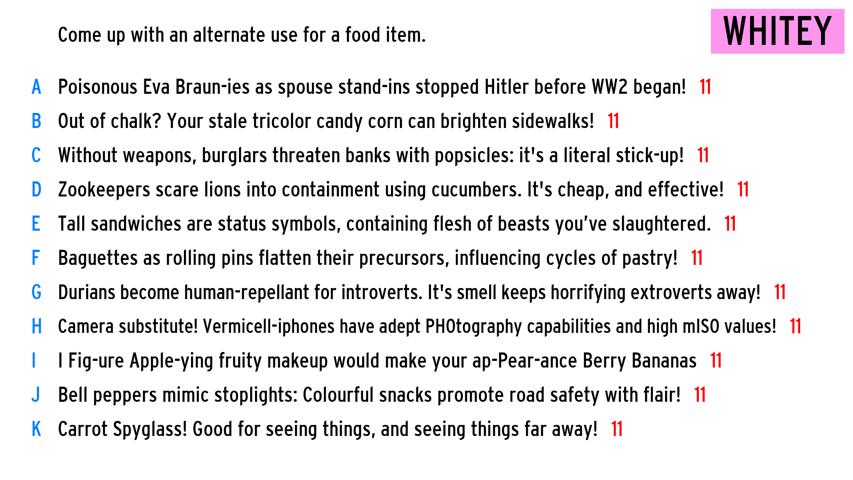 Come up with an alternate use for a food item.
WHITEY
A Poisonous Eva Braun-ies as spouse stand-ins stopped Hitler before WW2 began! 11
B Out of chalk? Your stale tricolor candy corn can brighten sidewalks! 11
C Without weapons, burglars threaten banks with popsicles: it's a literal stick-up! 11
D Zookeepers scare lions into containment using cucumbers. It's cheap, and effective! 11
E Tall sandwiches are status symbols, containing flesh of beasts you've slaughtered. 11
F Baguettes as rolling pins flatten their precursors, influencing cycles of pastry! 11
G Durians become human-repellant for introverts. It's smell keeps horrifying extroverts away! 11
H Camera substitute! Vermicell-iphones have adept PHOtography capabilities and high mISO values! 11
I I Fig-ure Apple-ying fruity makeup would make your ap-Pear-ance Berry Bananas 11
J Bell peppers mimic stoplights: Colourful snacks promote road safety with flair! 11
K Carrot Spyglass! Good for seeing things, and seeing things far away! 11